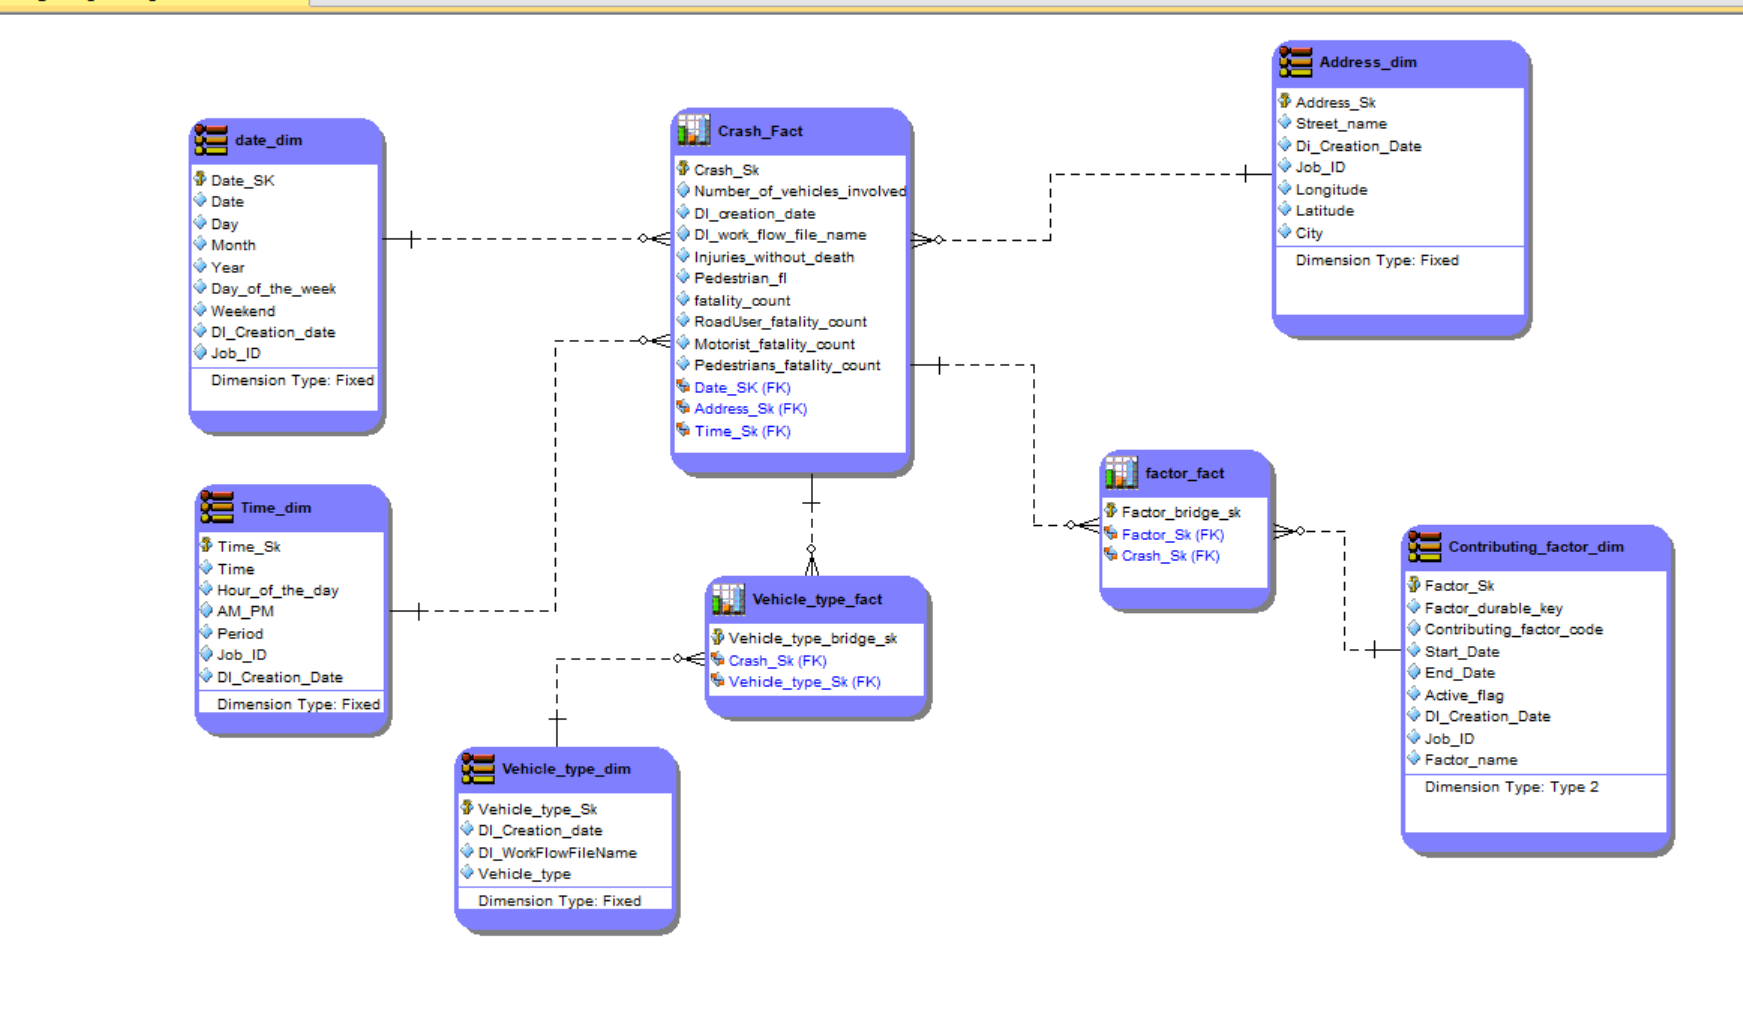 date_dim
Date_SK
Date
Day
Month
Year
Day_of_the_week
Weekend
DI_Creation_date
Job_ID
Dimension Type: Fixed
Time_dim
Time_Sk
Time
Hour_of_the_day
AM_PM
Period
Job_ID
DI_Creation_Date
Dimension Type: Fixed
Crash_Fact
Crash_Sk
Number_of_vehicles_involved
DI_creation_date
DI_work_flow_file_name
Injuries_without_death
Pedestrian_fl
fatality_count
RoadUser_fatality_count
Motorist_fatality_count
Pedestrians_fatality_count
Date_SK (FK)
Address_Sk (FK)
Time_Sk (FK)
Vehicle_type_fact
Vehicle_type_bridge_sk
Crash_Sk (FK)
Vehicle_type_Sk (FK)
Vehicle_type_dim
Vehicle_type_Sk
DI_Creation_date
DI_WorkFlowFileName
Vehicle_type
Dimension Type: Fixed
Address_dim
Address_Sk
Street_name
Di_Creation_Date
Job_ID
Longitude
Latitude
City
Dimension Type: Fixed
factor_fact
Factor_bridge_sk
Factor_Sk (FK)
Crash_Sk (FK)
Contributing_factor_dim
Factor_Sk
Factor_durable_key
Contributing_factor_code
Start_Date
End_Date
Active_flag
DI_Creation_Date
Job_ID
Factor_name
Dimension Type: Type 2